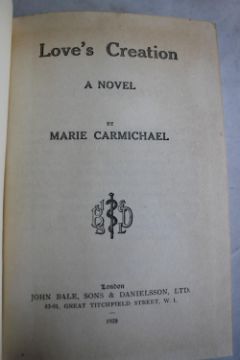 Love's Creation
A NOVEL
BY
MARIE CARMICHAEL
London
JOHN BALE, SONS & DANIELSSON, LTD.
83-91, GREAT TITCHFIELD STREET, W. 1.
1928